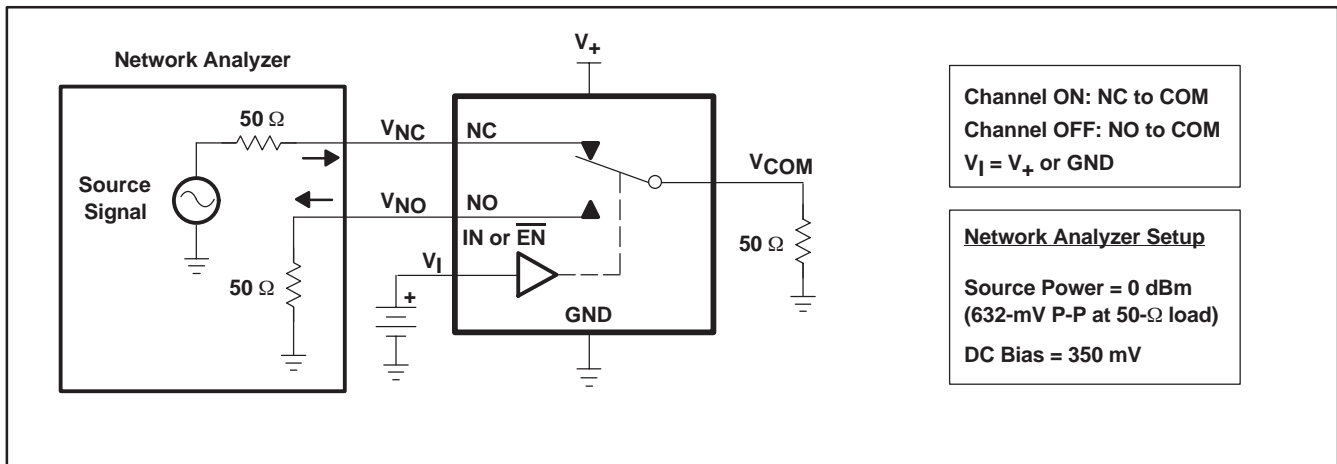 Network Analyzer
50 Ω
Source
Signal
50 Ω
V+
VNC
NC
VNO
NO
IN or E̅N̅
VI
+
GND
VCOM
50 Ω
Channel ON: NC to COM
Channel OFF: NO to COM
VI = V+ or GND
Network Analyzer Setup
Source Power = 0 dBm
(632-mV P-P at 50-Ω load)
DC Bias = 350 mV